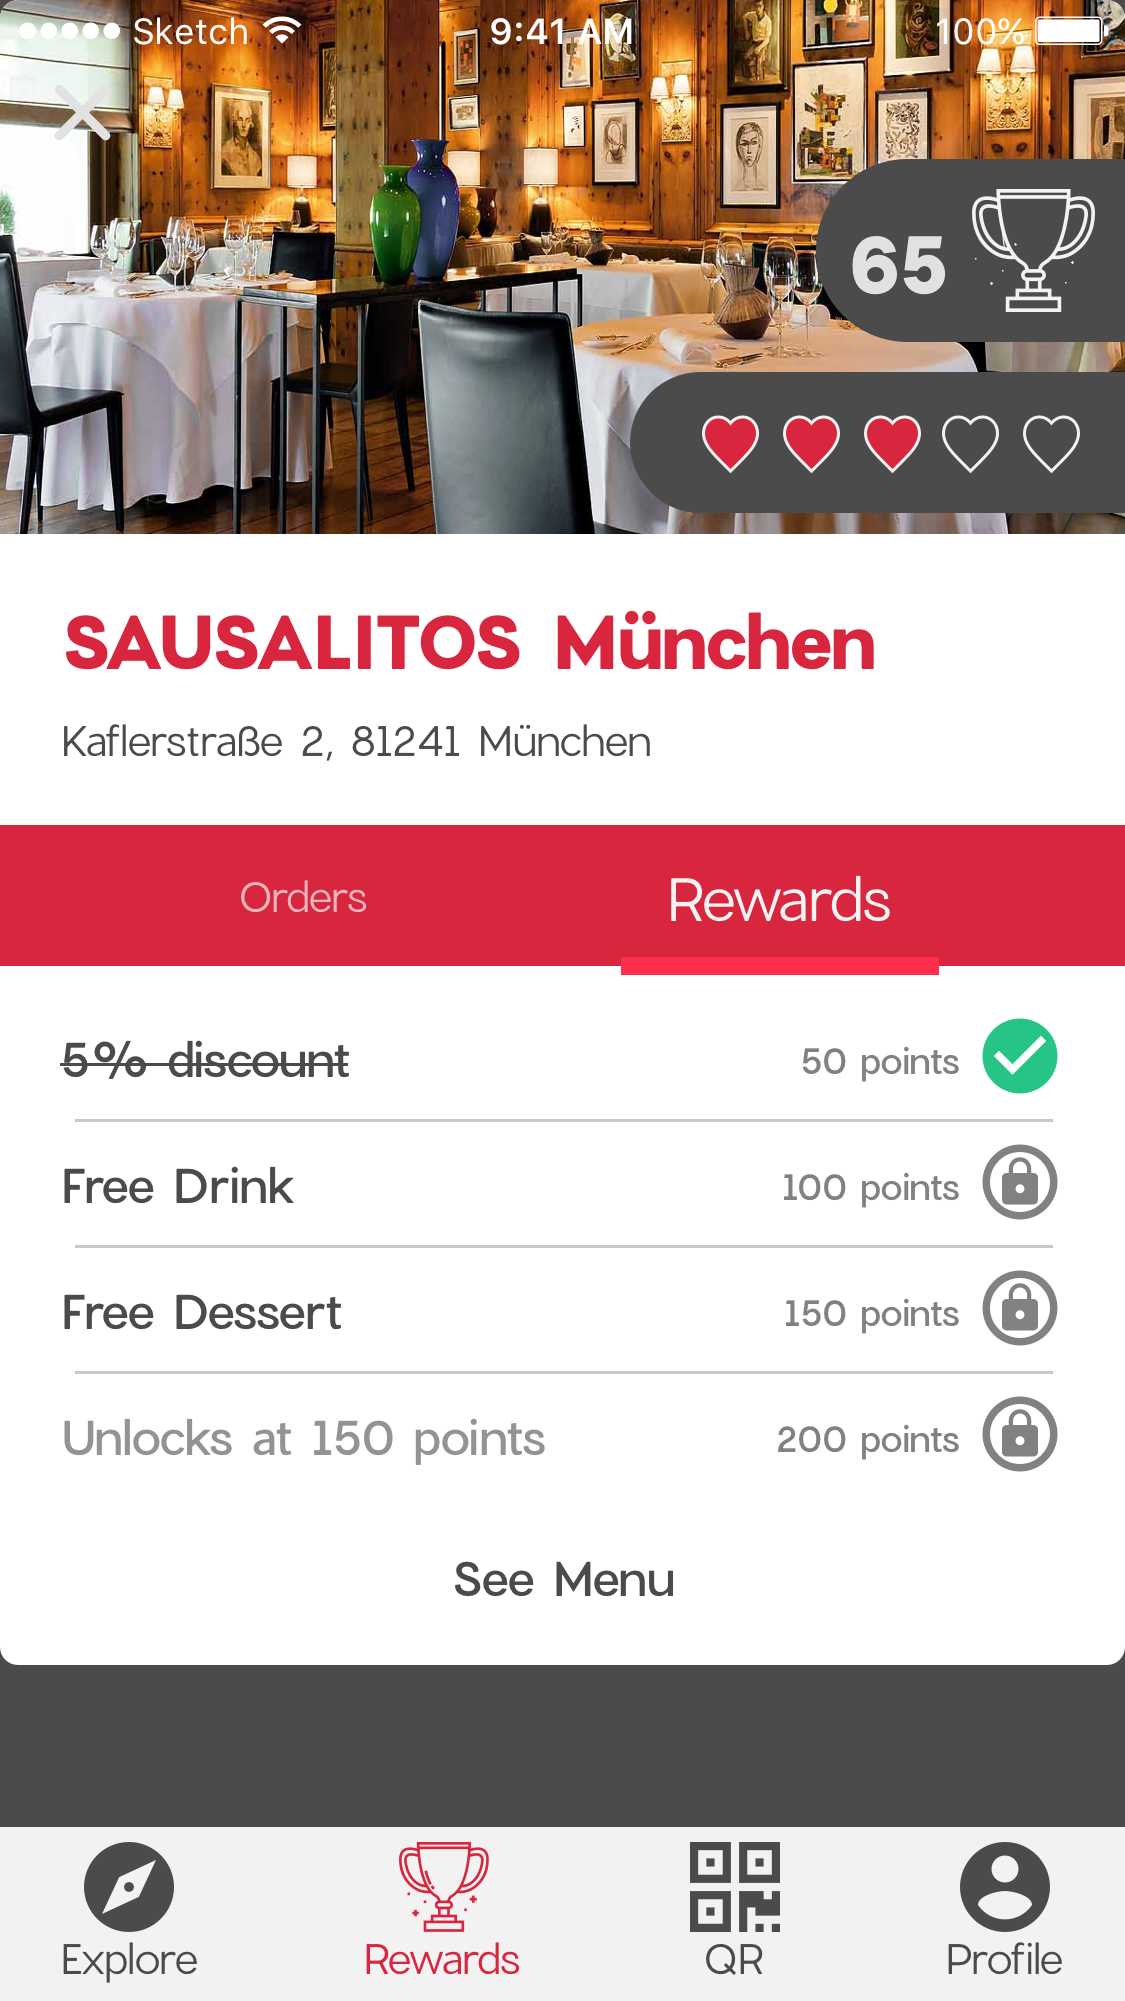 Sketch 9:41 AM 100%
65
SAUSALITOS München
Kaflerstraße 2, 81241 München
Orders Rewards
5% discount 50 points
Free Drink 100 points
Free Dessert 150 points
Unlocks at 150 points 200 points
See Menu
Explore Rewards QR Profile